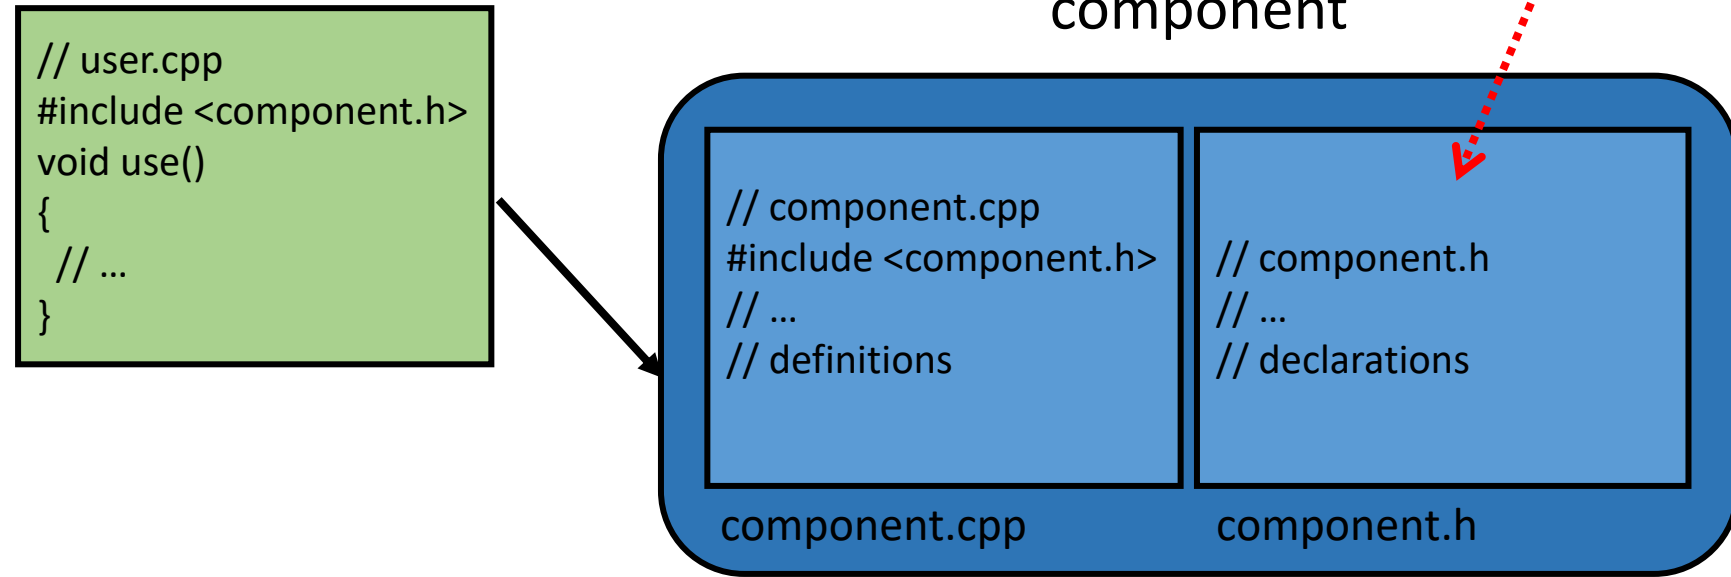 component
// user.cpp
#include <component.h>
void use()
{
// …
}
// component.cpp
#include <component.h>
// …
// definitions
// component.h
// …
// declarations
component.cpp
component.h